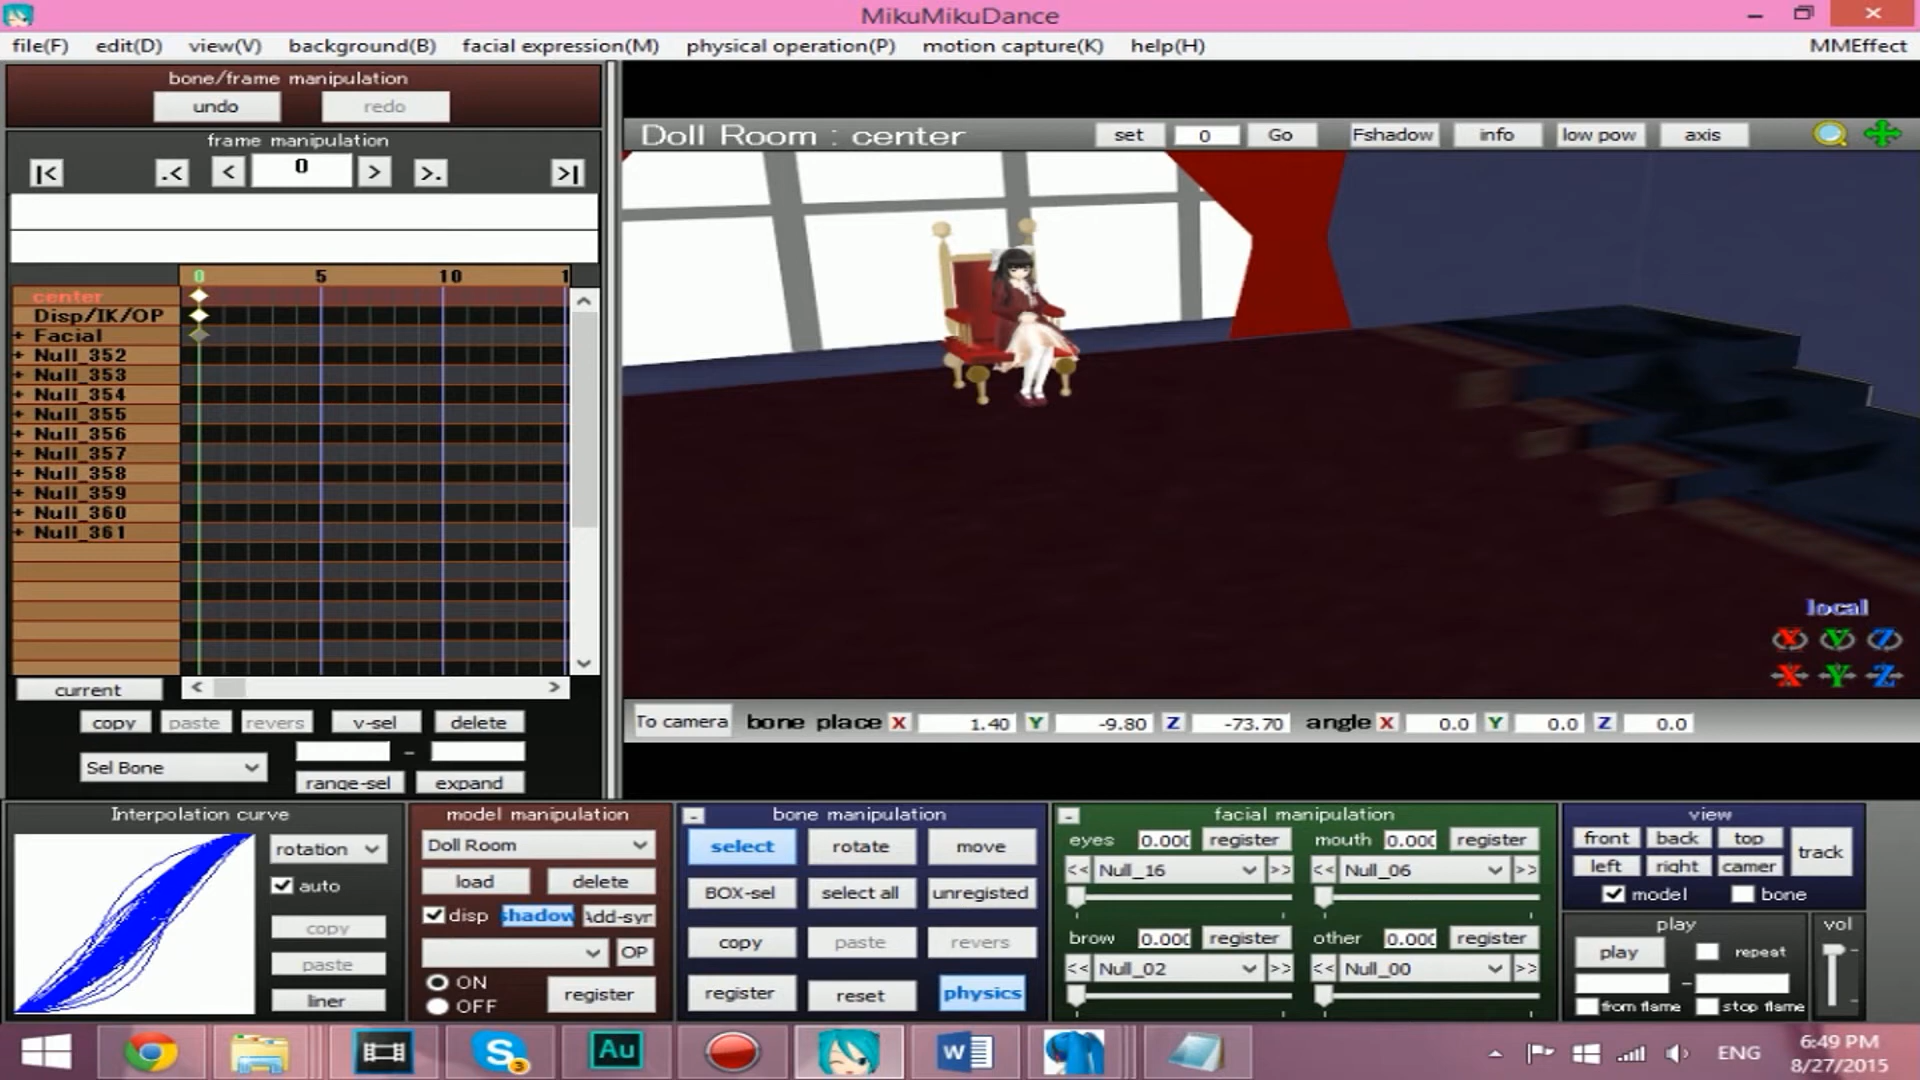 MikuMikuDance
file(F) edit(D) view(V) background(B) facial expression(M) physical operation(P) motion capture(K) help(H) MMEffect
bone/frame manipulation
undo redo
frame manipulation
|< .< < 0 > >. >|
Doll Room : center set 0 Go Fshadow info low pow axis
0 5 10 1
center
Disp/IK/OP
+ Facial
+ Null_352
+ Null_353
+ Null_354
+ Null_355
+ Null_356
+ Null_357
+ Null_358
+ Null_359
+ Null_360
+ Null_361
local
X Y Z
X Y Z
current
To camera bone place X 1.40 Y -9.80 Z -73.70 angle X 0.0 Y 0.0 Z 0.0
copy paste revers v-sel delete
Sel Bone -
range-sel expand
Interpolation curve
rotation
auto
copy
paste
liner
model manipulation
Doll Room
load delete
disp shadow Add-syn
OP
ON
OFF
register
- bone manipulation
select rotate move
BOX-sel select all unregisted
copy paste revers
register reset physics
- facial manipulation
eyes 0.000 register mouth 0.000 register
<< Null_16 >> << Null_06 >>
brow 0.000 register other 0.000 register
<< Null_02 >> << Null_00 >>
view
front back top
left right camer track
model bone
play
play repeat
-
from flame stop flame
vol
S 3 Au W ENG
6:49 PM
8/27/2015